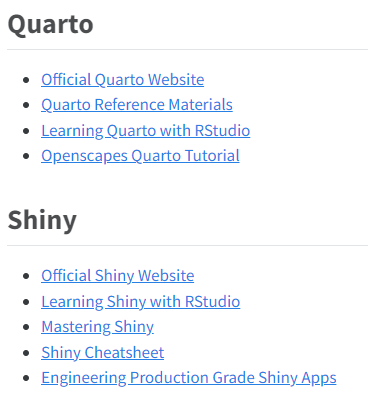 Quarto
Official Quarto Website
Quarto Reference Materials
Learning Quarto with RStudio
Openscapes Quarto Tutorial
Shiny
Official Shiny Website
Learning Shiny with RStudio
Mastering Shiny
Shiny Cheatsheet
Engineering Production Grade Shiny Apps